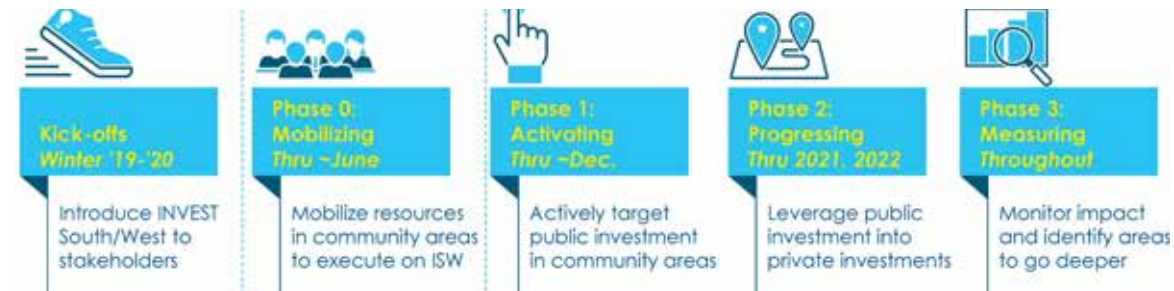 Kick-offs
Winter '19-'20
Introduce INVEST
South/West to
stakeholders
Phase 0:
Mobilizing
Thru ~June
Mobilize resources
in community areas
to execute on ISW
Phase 1:
Activating
Thru ~Dec.
Actively target
public investment
in community areas
Phase 2:
Progressing
Thru 2021, 2022
Leverage public
investment into
private investments
Phase 3:
Measuring
Throughout
Monitor impact
and identify areas
to go deeper